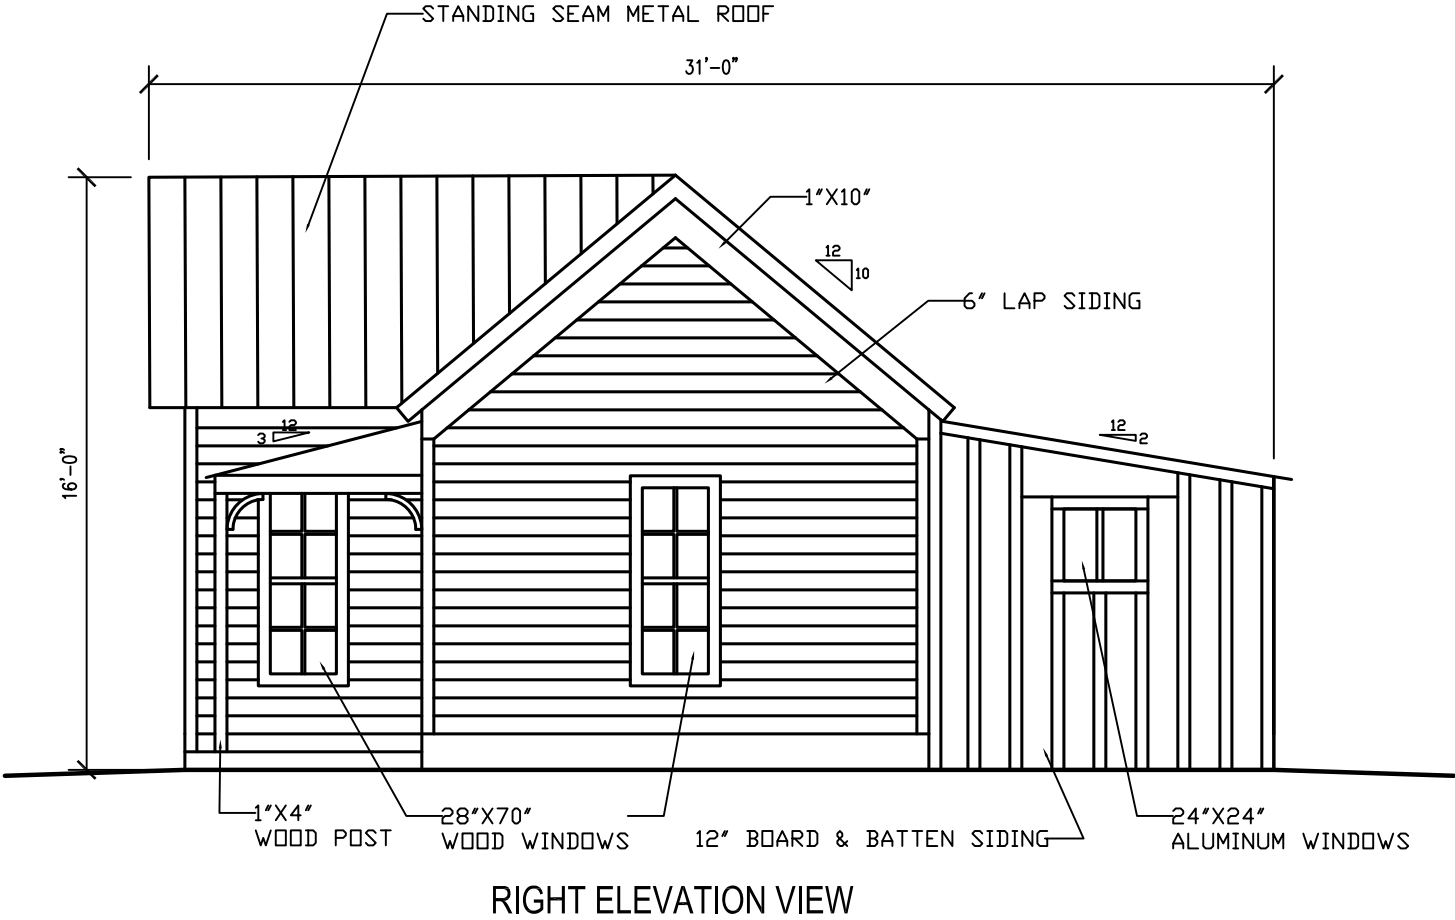 STANDING SEAM METAL ROOF
31'-0"
1"X10"
12
10
6" LAP SIDING
12
3
12
2
16'-0"
1"X4"
WOOD POST
28"X70"
WOOD WINDOWS
12" BOARD & BATTEN SIDING
24"X24"
ALUMINUM WINDOWS
RIGHT ELEVATION VIEW